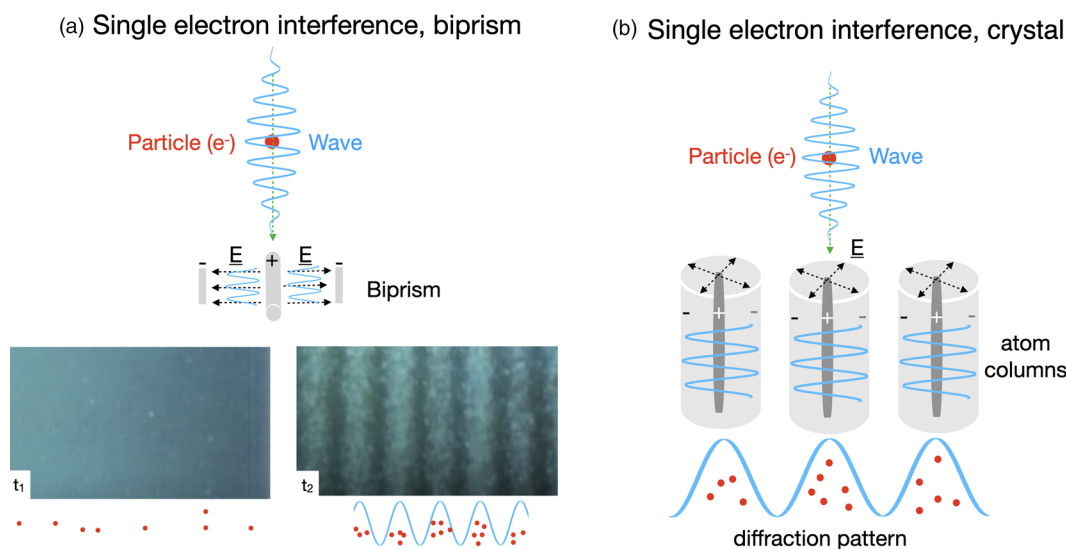 (a) Single electron interference, biprism
Particle (e-) Wave
E E
- + -
Biprism
t1 t2
(b) Single electron interference, crystal
Particle (e-) Wave
E
- + - - + - - + -
atom
columns
diffraction pattern